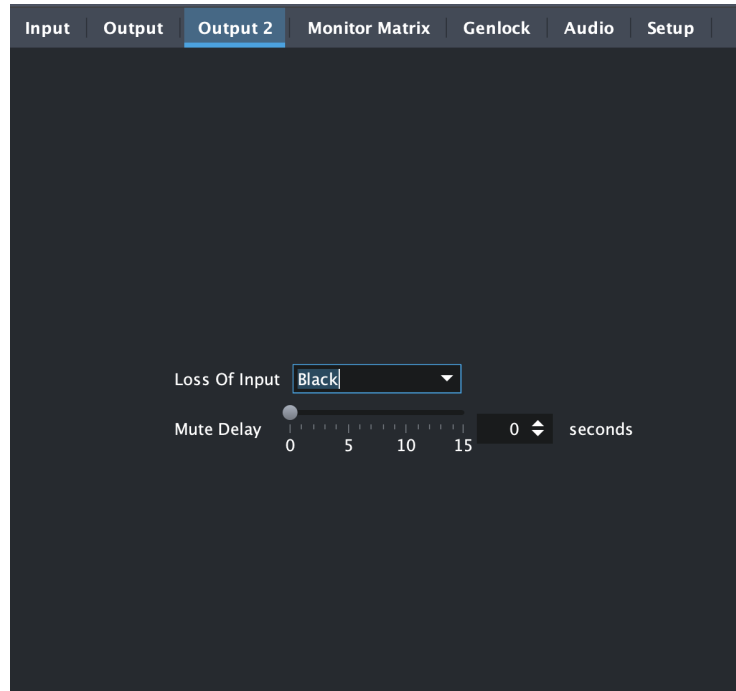 Input Output Output 2 Monitor Matrix Genlock Audio Setup
Loss Of Input Black
Mute Delay 0 seconds
0 5 10 15